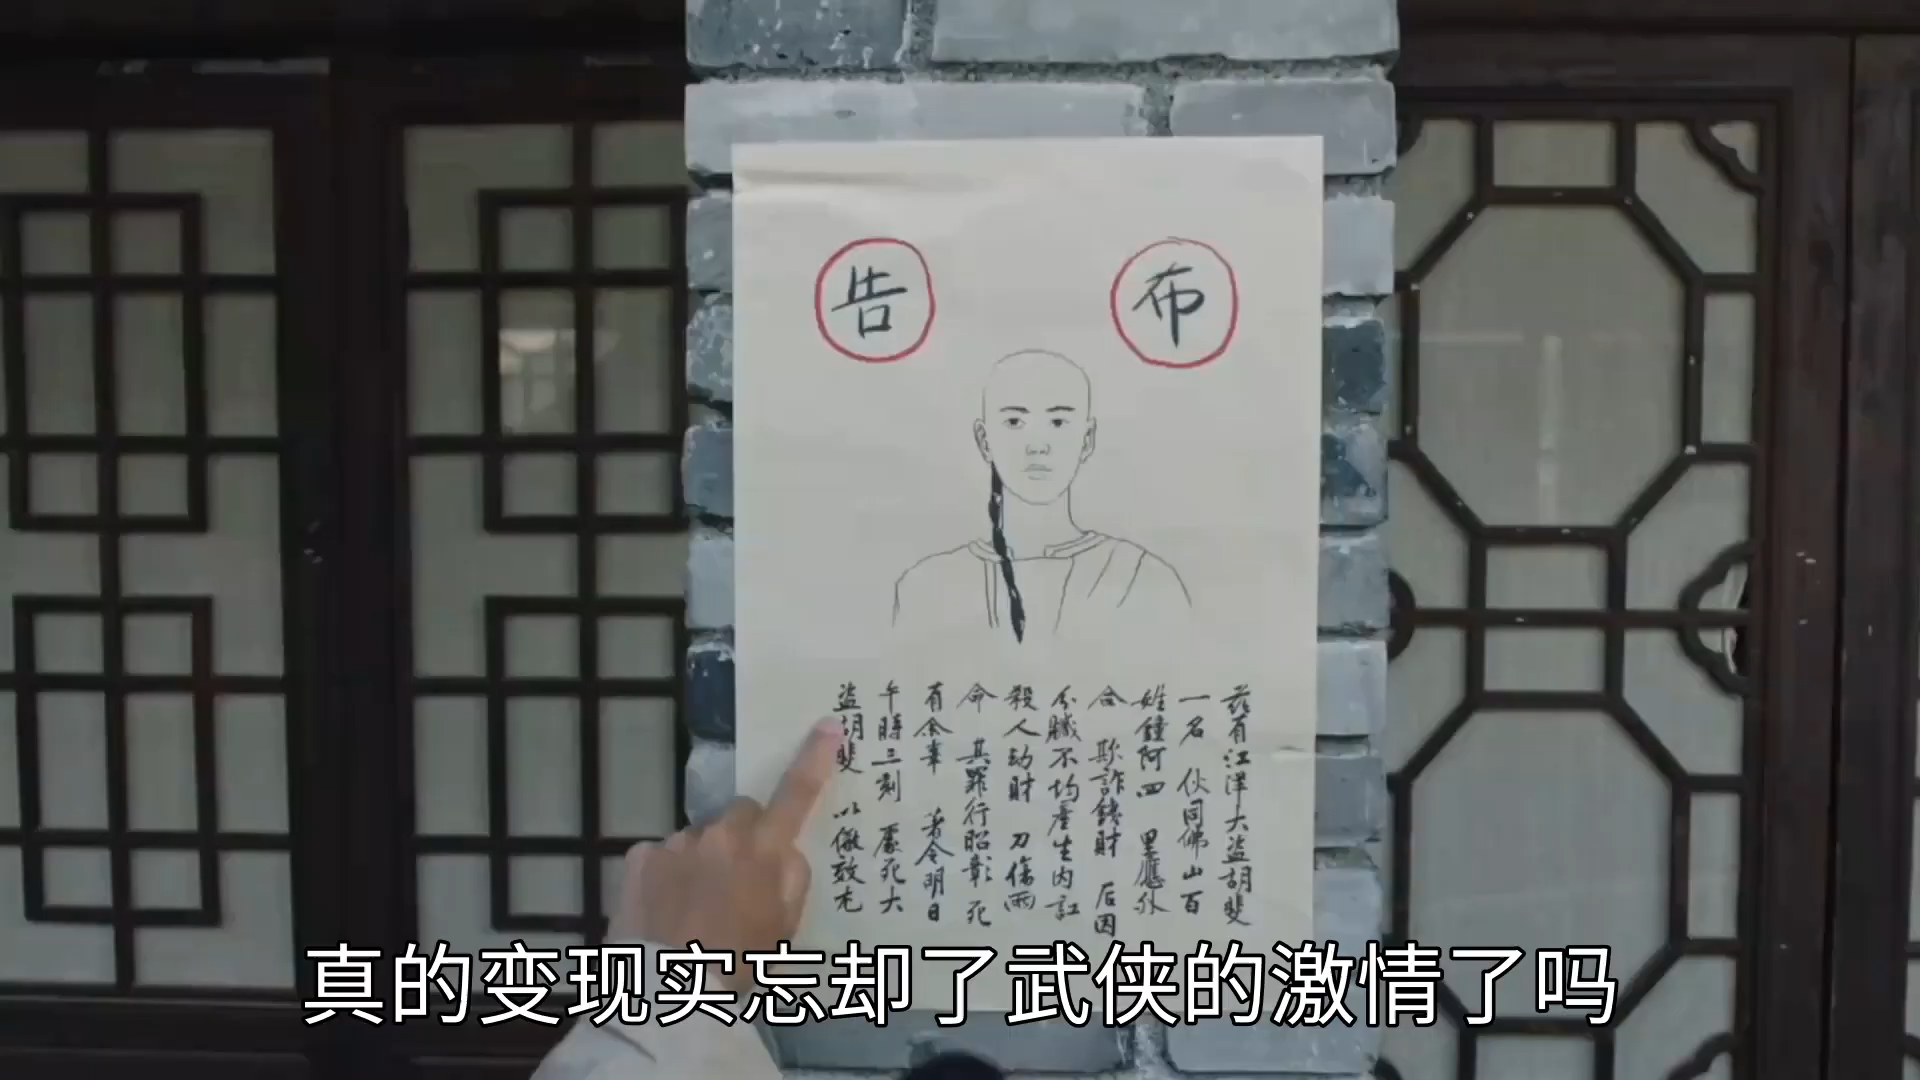 布告
兹有江洋大盗胡斐
一名 伙同佛山百
姓鐘阿四 里應外
合 欺詐錢財 后因
分贓不均產生内訌
殺人劫財 刀傷兩
命 其罪行昭彰 死
有余辜 著令明日
午時三刻 處死大
盗胡斐 以儆效尤
真的变现实忘却了武侠的激情了吗